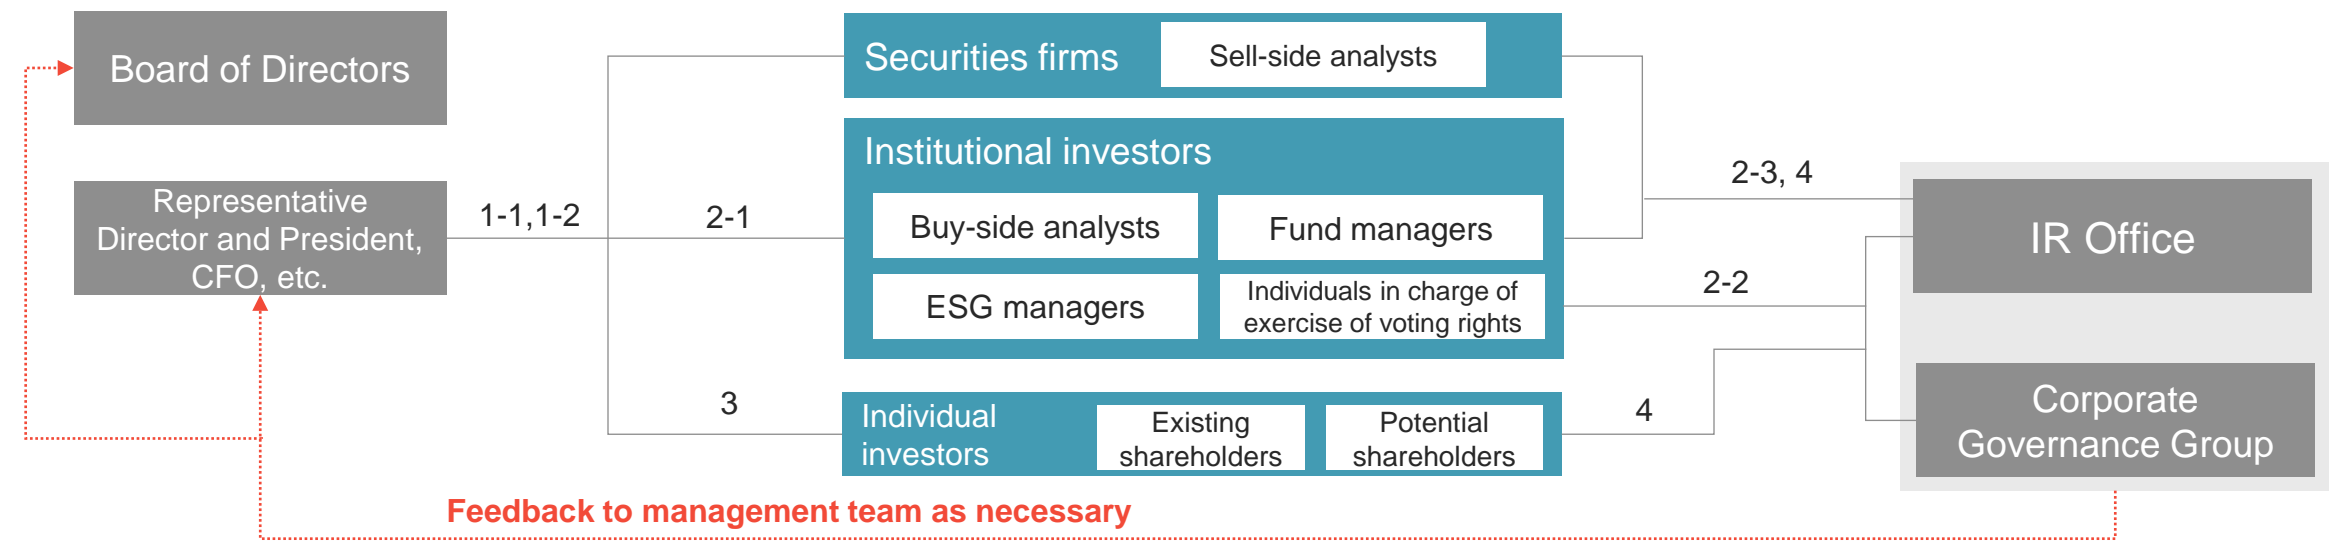 Board of Directors
Representative
Director and President,
CFO, etc.
1-1,1-2
2-1
3
Securities firms
Sell-side analysts
Institutional investors
Buy-side analysts
Fund managers
ESG managers
Individuals in charge of
exercise of voting rights
Individual
investors
Existing
shareholders
Potential
shareholders
2-3, 4
2-2
4
IR Office
Corporate
Governance Group
Feedback to management team as necessary